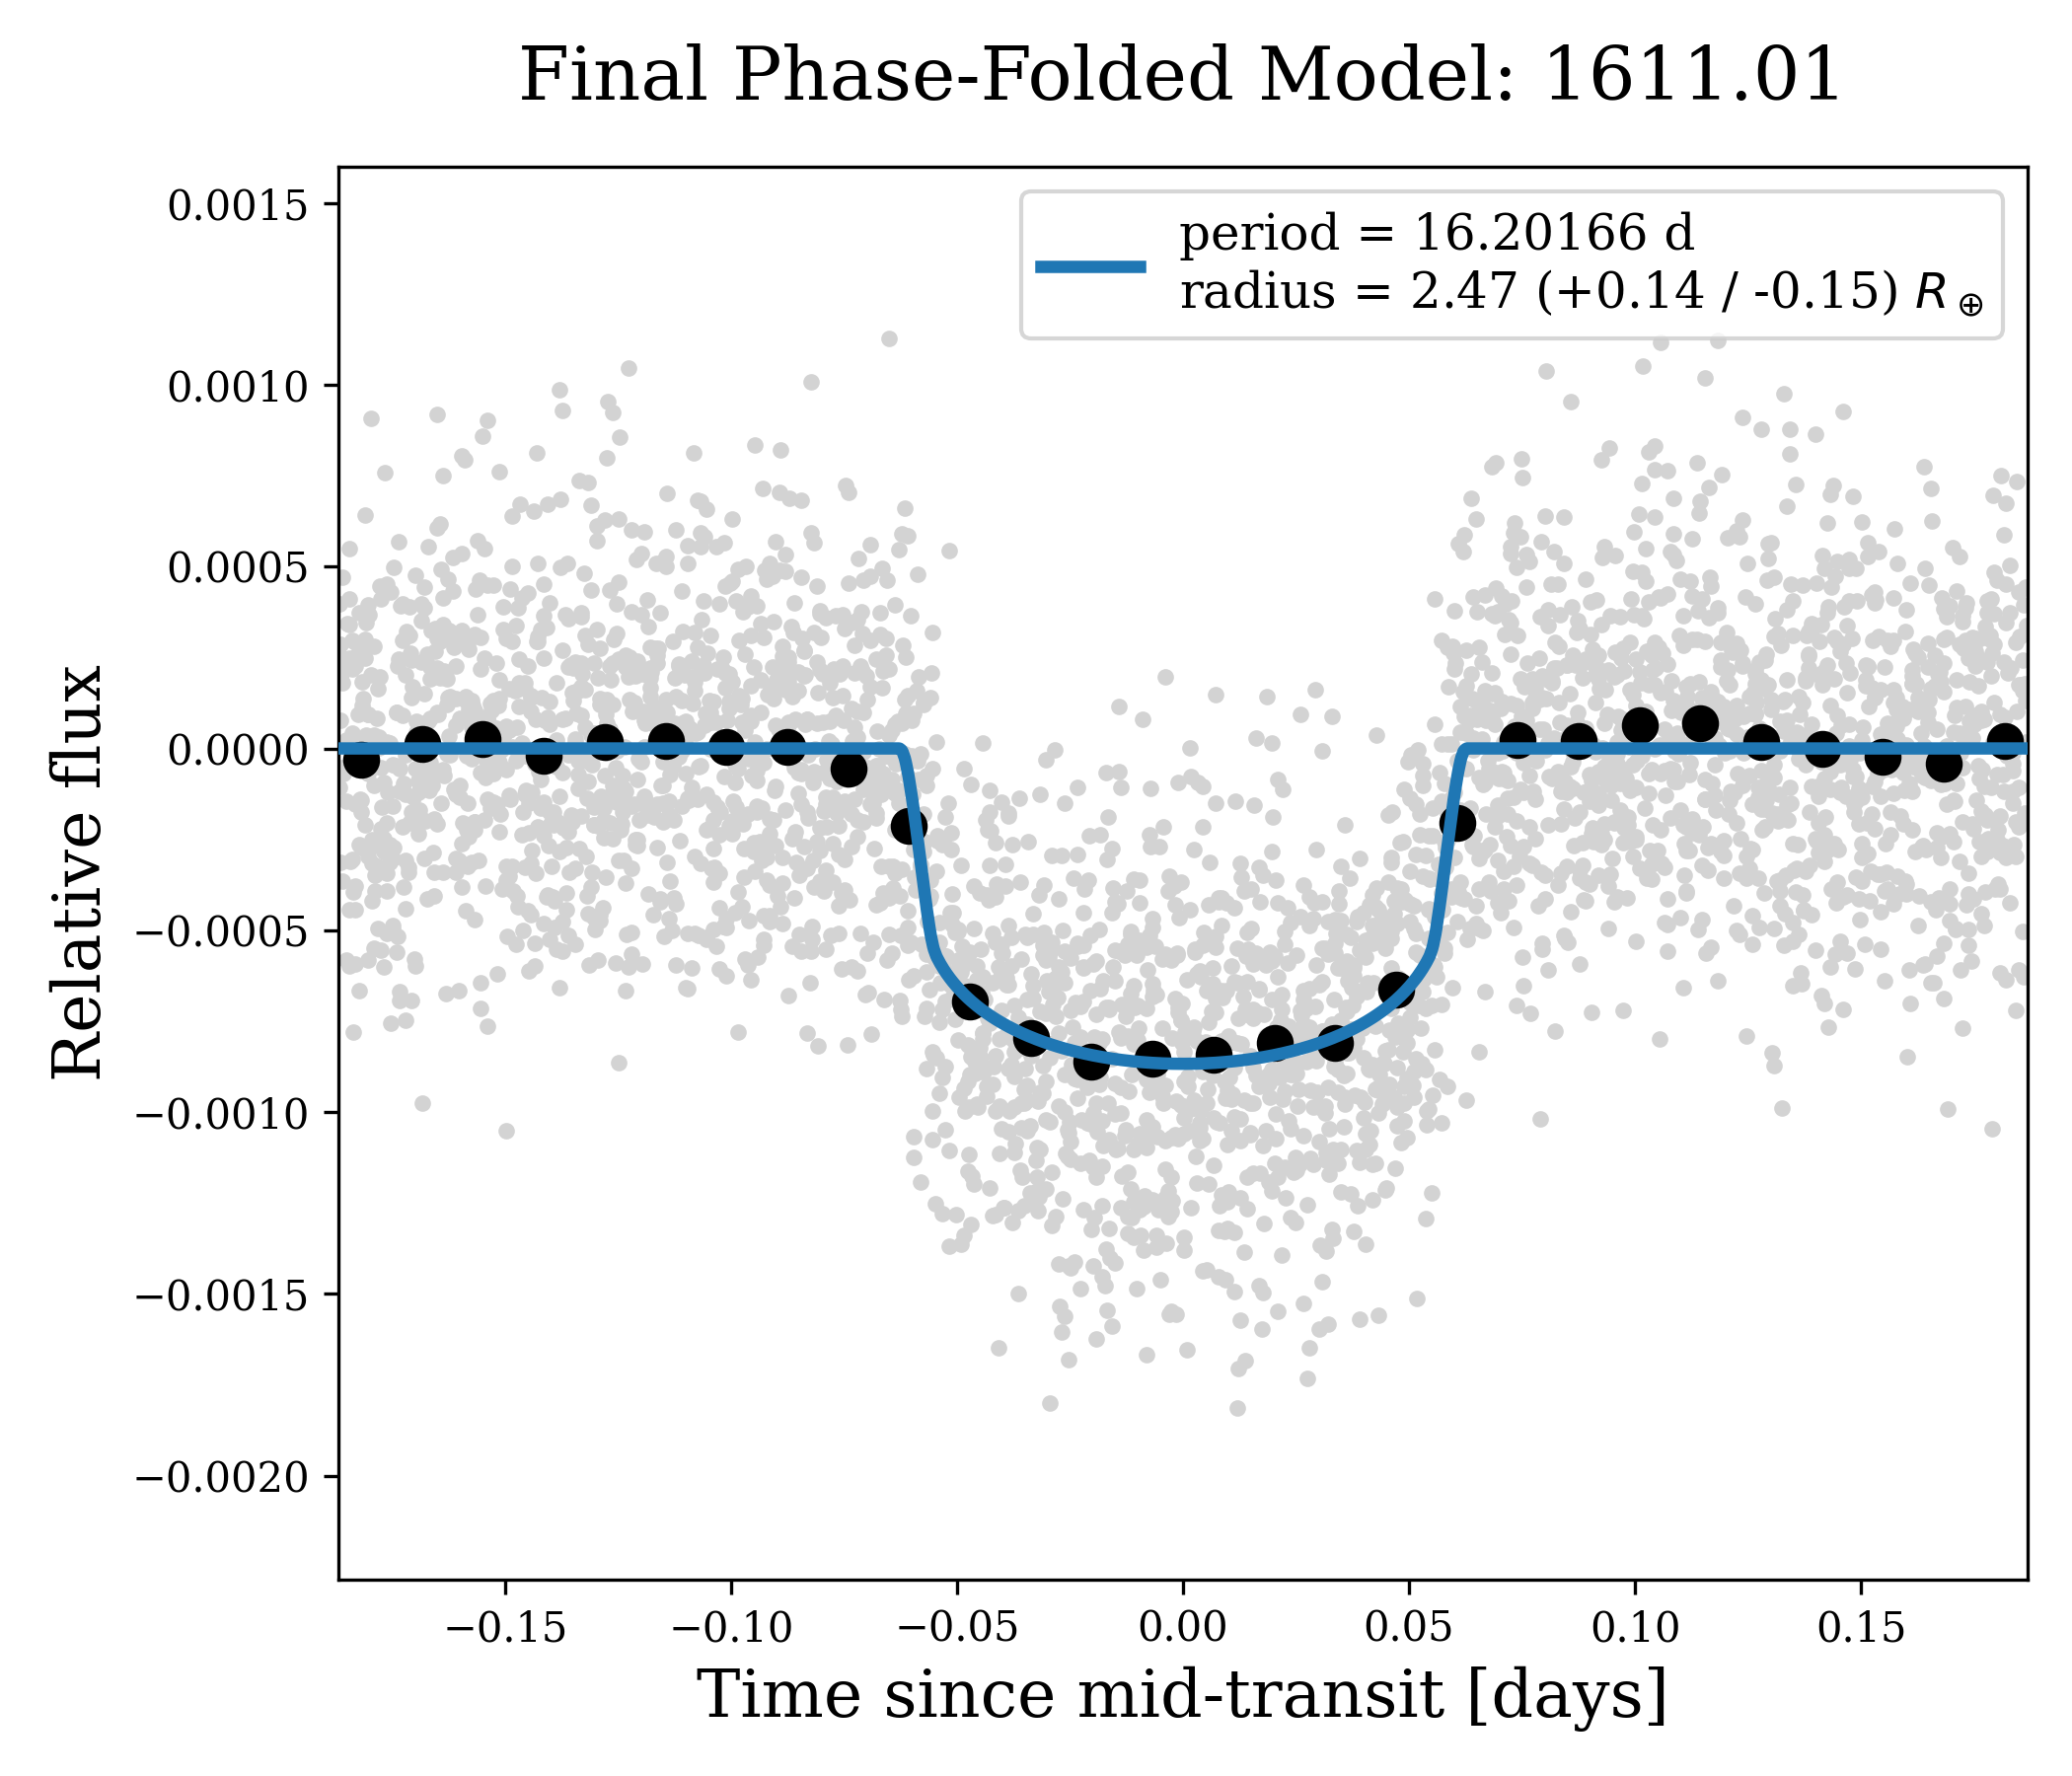 Final Phase-Folded Model: 1611.01
period = 16.20166 d
radius = 2.47 (+0.14 / -0.15) R⊕
0.0015
0.0010
0.0005
0.0000
−0.0005
−0.0010
−0.0015
−0.0020
Relative flux
−0.15 −0.10 −0.05 0.00 0.05 0.10 0.15
Time since mid-transit [days]